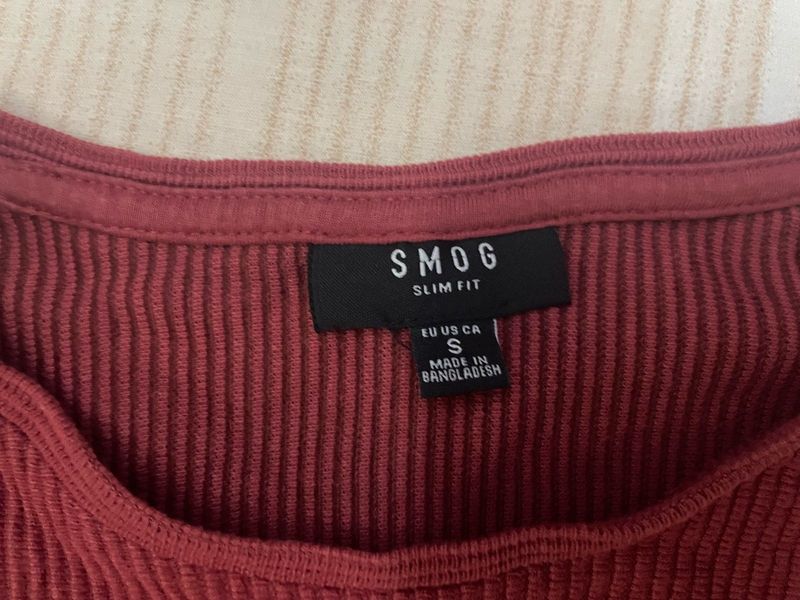 SMOG
SLIM FIT
EU US CA
S
MADE IN
BANGLADESH